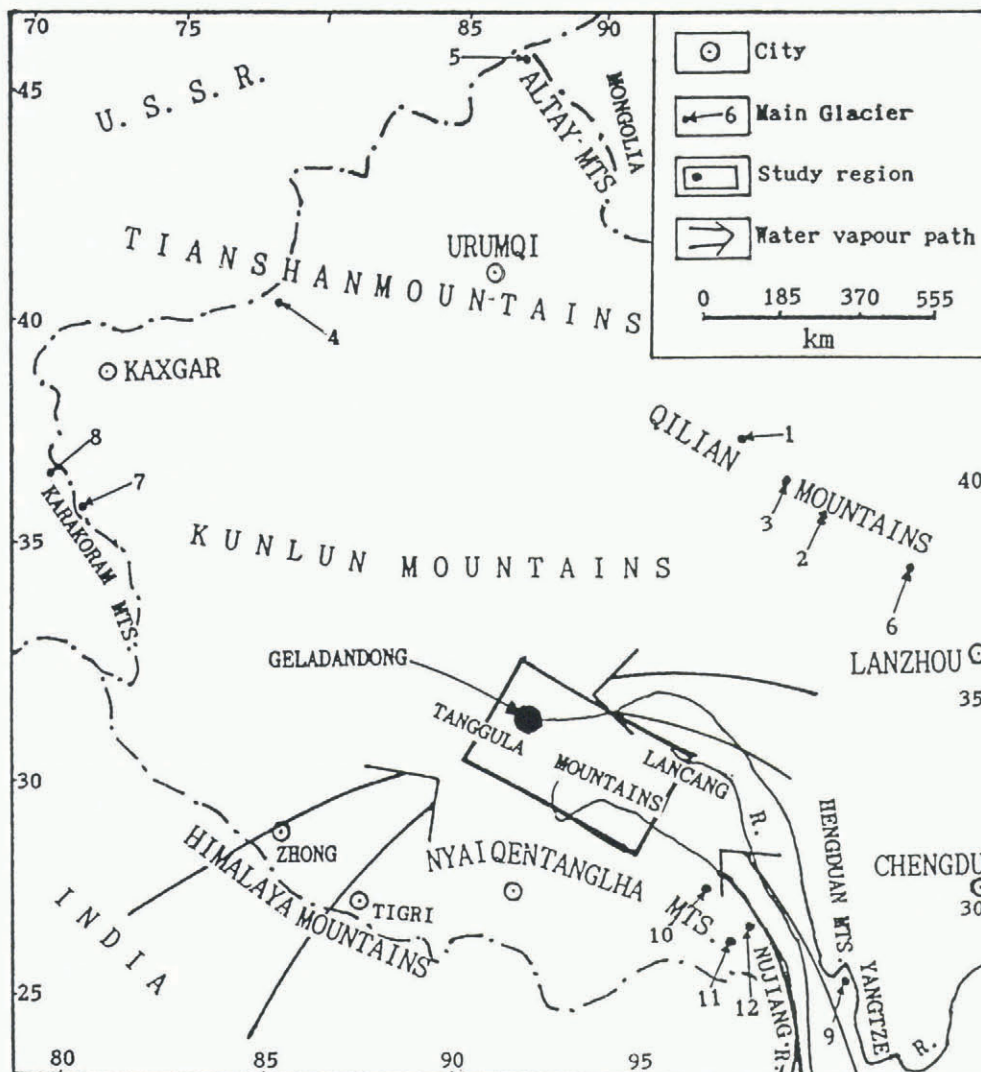 70 75 85 90
45
40
35
30
25
80 85 90 95
40
35
30
U. S. S. R.
5
ALTAY MTS
MONGOLIA
City
6 Main Glacier
Study region
Water vapour path
0 185 370 555
km
TIANSHAN MOUNTAINS
URUMQI
4
KAXGAR
8
7
KARAKORAM MTS.
QILIAN MOUNTAINS
1
3
2
6
KUNLUN MOUNTAINS
LANZHOU
GELADANDONG
TANGGULA
MOUNTAINS
LANCANG
R.
HENGDUAN MTS.
CHENGDU
ZHONG
HIMALAYA MOUNTAINS
TIGRI
NYAIQENTANGLHA
MTS.
INDIA
10
11
12
NUJIANG R.
9
YANGTZE
R.